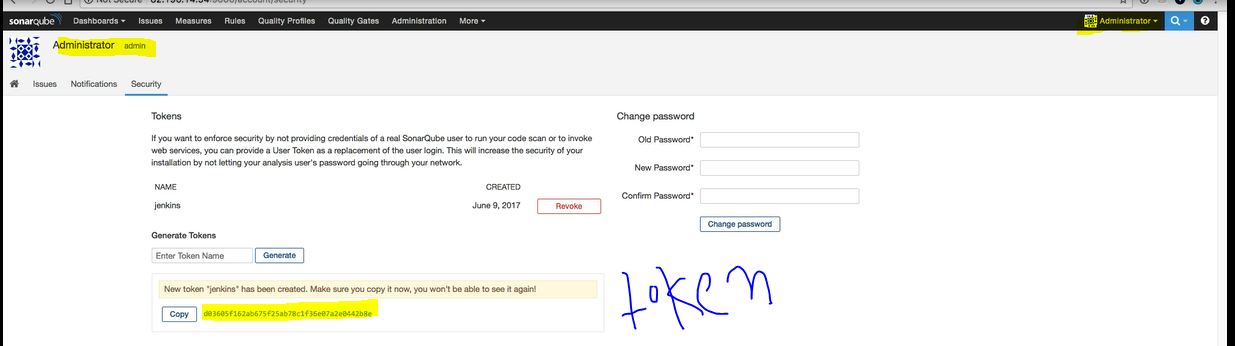 Not Secure
sonarqube Dashboards Issues Measures Rules Quality Profiles Quality Gates Administration More Administrator
Administrator admin
Issues Notifications Security
Tokens
If you want to enforce security by not providing credentials of a real SonarQube user to run your code scan or to invoke
web services, you can provide a User Token as a replacement of the user login. This will increase the security of your
installation by not letting your analysis user's password going through your network.
NAME CREATED
jenkins June 9, 2017 Revoke
Generate Tokens
Enter Token Name Generate
New token "jenkins" has been created. Make sure you copy it now, you won't be able to see it again!
Copy d03605f162ab675f25ab78c1f36e07a2e0442b8e
Change password
Old Password*
New Password*
Confirm Password*
Change password
token